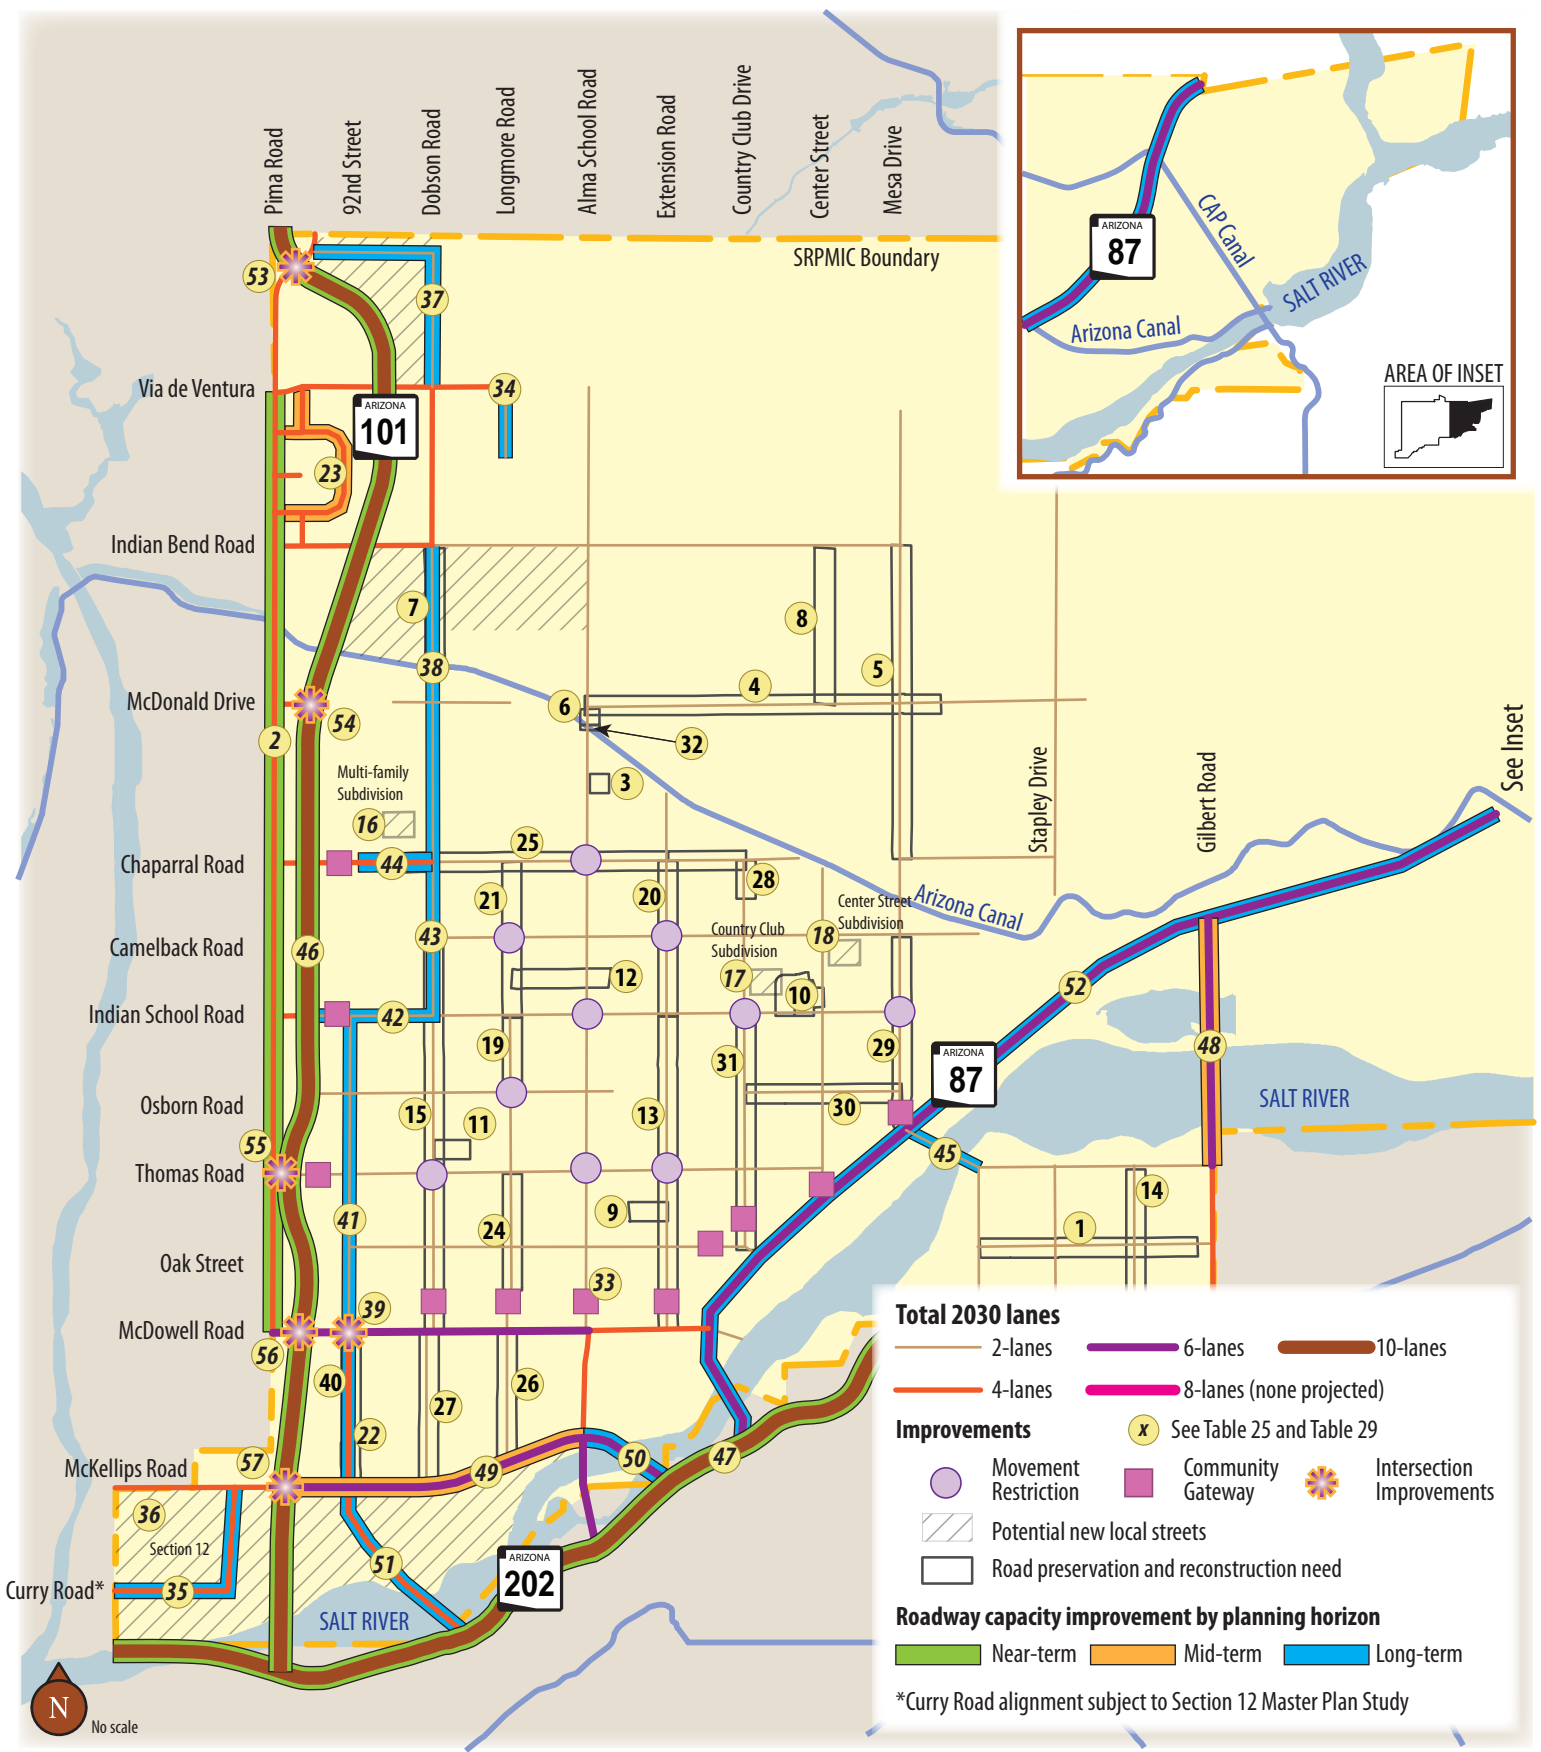 Pima Road
92nd Street
Dobson Road
Longmore Road
Alma School Road
Extension Road
Country Club Drive
Center Street
Mesa Drive
SRPMIC Boundary
ARIZONA
87
CAP Canal
SALT RIVER
Arizona Canal
AREA OF INSET
53
37
Via de Ventura
34
ARIZONA
101
23
Indian Bend Road
7
8
38
5
4
McDonald Drive
6
54
2
32
3
Multi-family
Subdivision
16
Stapley Drive
Gilbert Road
See Inset
25
Chaparral Road
44
28
21
20
Center Street
Subdivision
Arizona Canal
Camelback Road
46
43
Country Club
Subdivision
18
12
17
10
52
Indian School Road
42
19
31
29
48
ARIZONA
87
SALT RIVER
Osborn Road
15
11
13
30
55
45
Thomas Road
14
41
9
24
1
Oak Street
33
39
McDowell Road
56
40
26
27
22
McKellips Road
57
49
50
47
36
Section 12
51
ARIZONA
202
Curry Road*
35
SALT RIVER
N
No scale
Total 2030 lanes
2-lanes
6-lanes
10-lanes
4-lanes
8-lanes (none projected)
Improvements
x
See Table 25 and Table 29
Movement
Restriction
Community
Gateway
Intersection
Improvements
Potential new local streets
Road preservation and reconstruction need
Roadway capacity improvement by planning horizon
Near-term
Mid-term
Long-term
*Curry Road alignment subject to Section 12 Master Plan Study